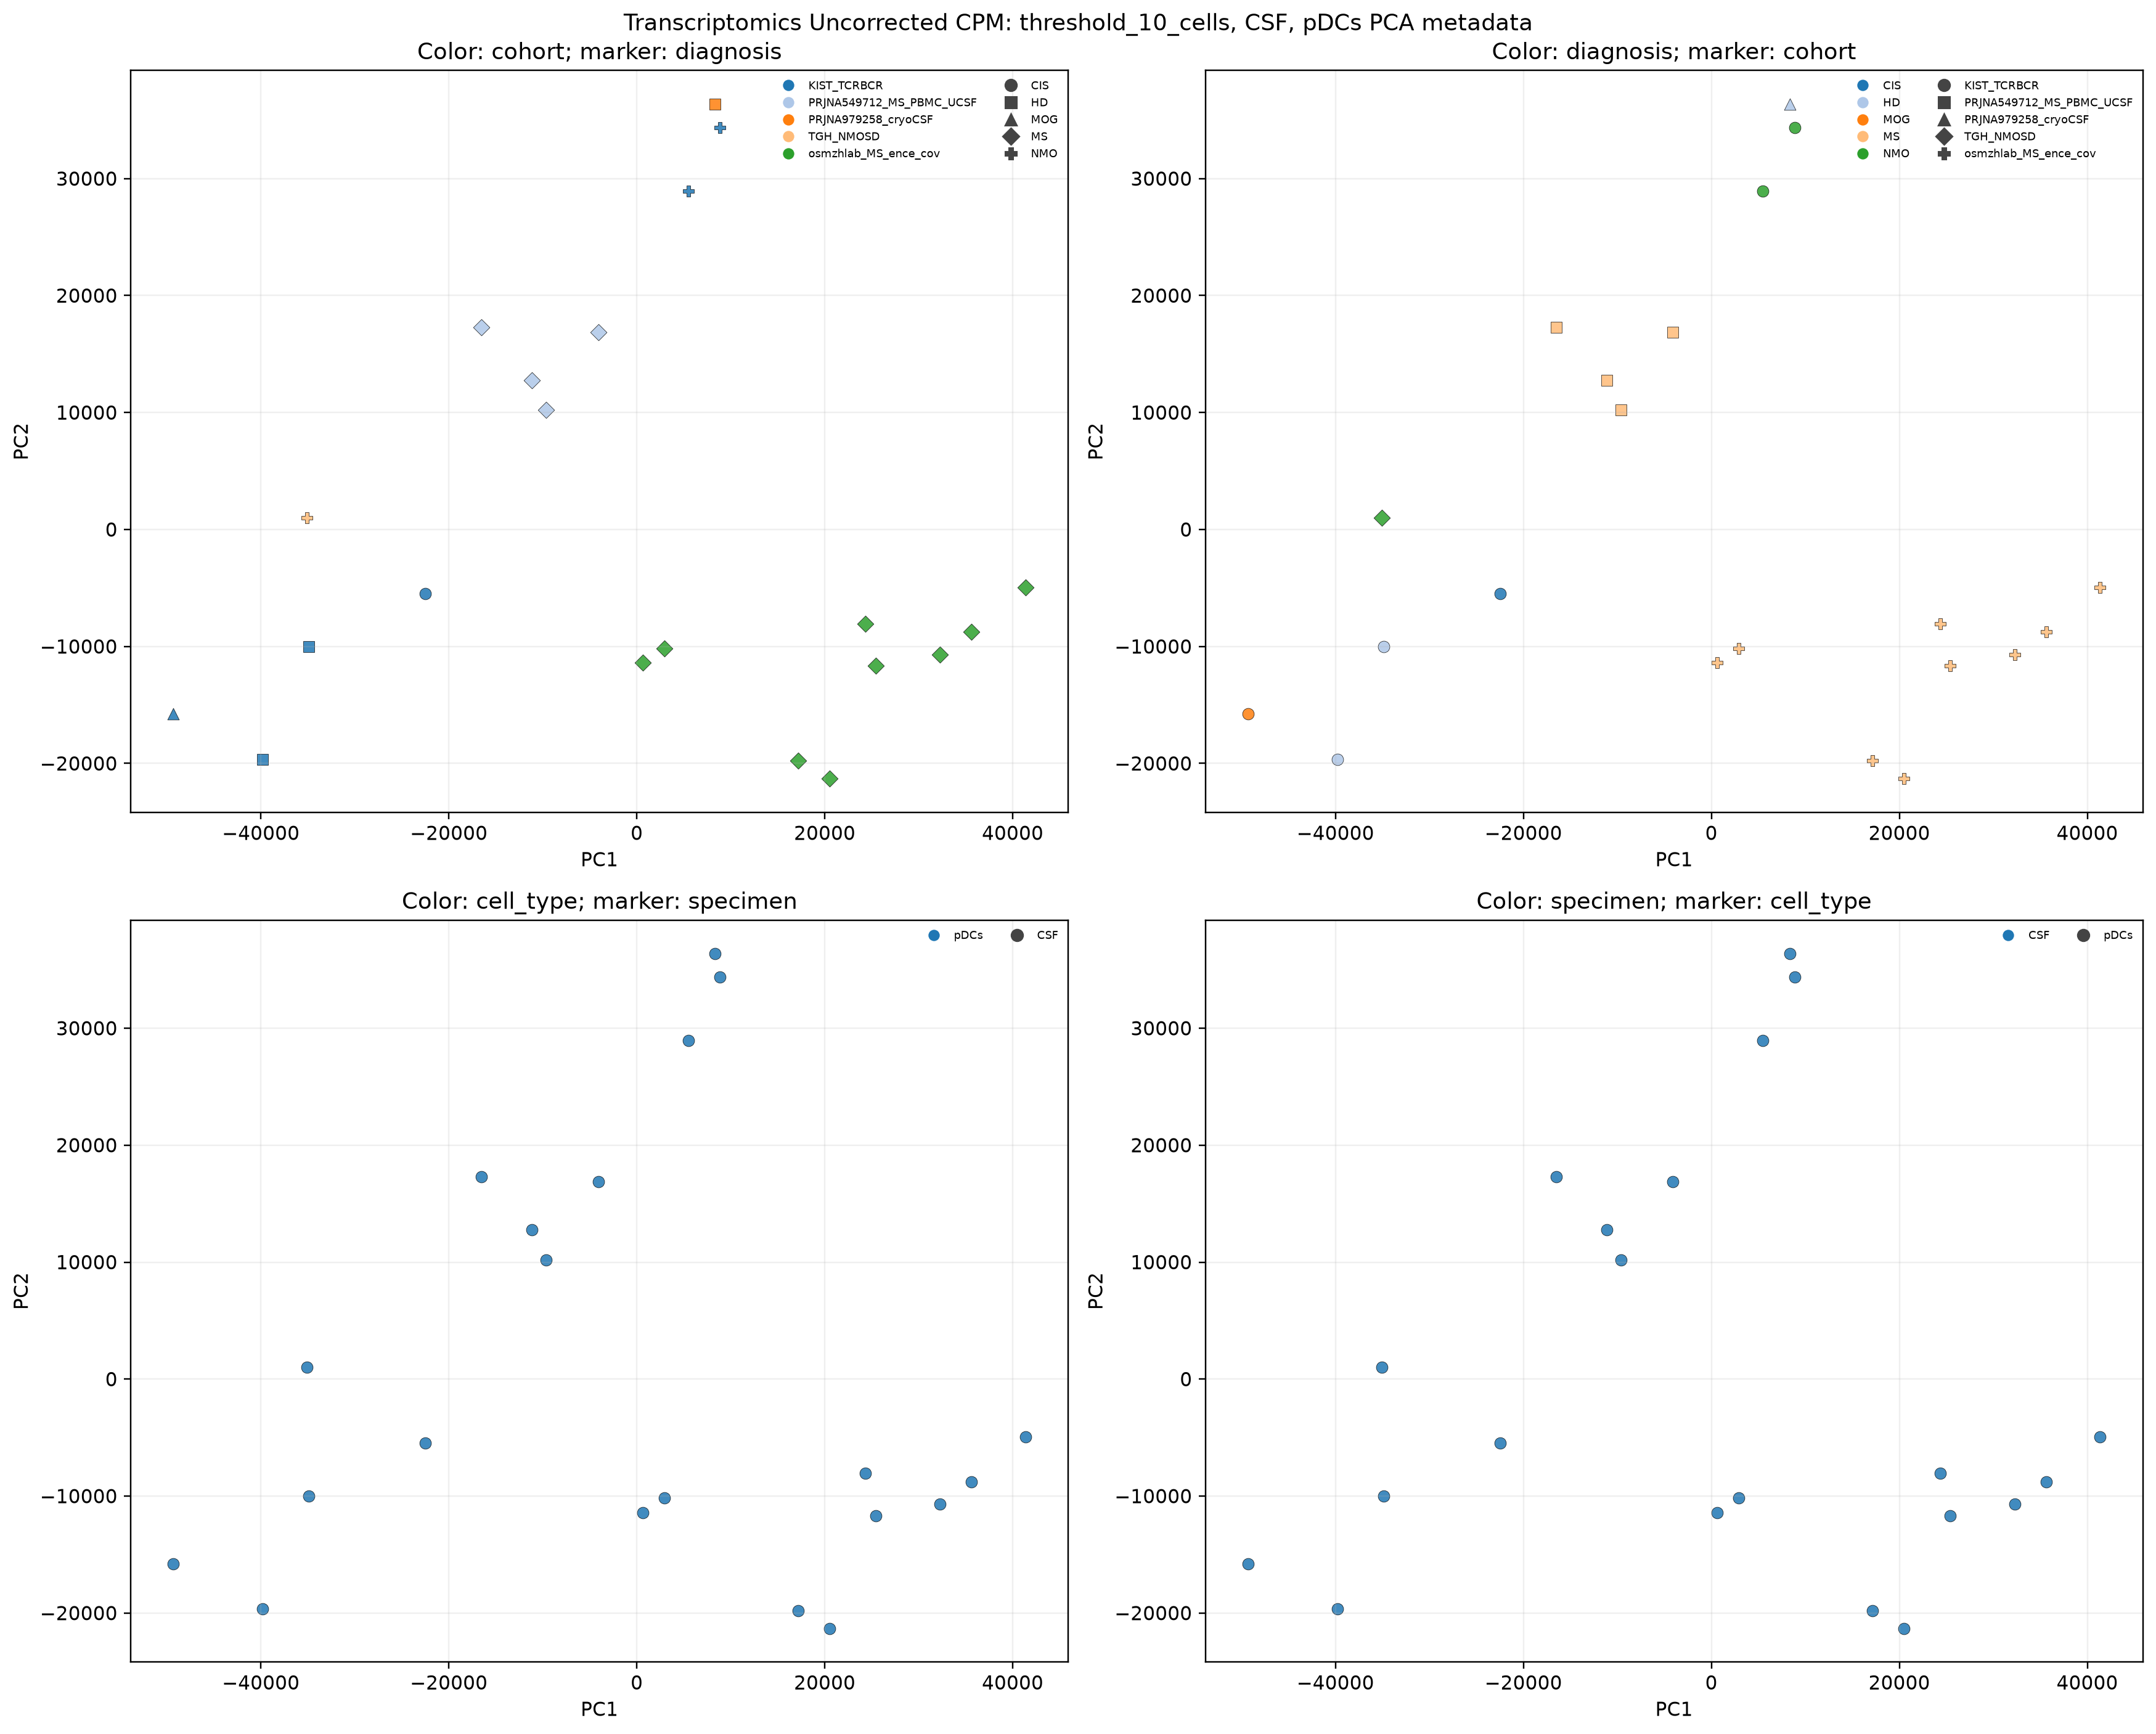 Transcriptomics Uncorrected CPM: threshold_10_cells, CSF, pDCs PCA metadata
Color: cohort; marker: diagnosis
KIST_TCRBCR
PRJNA549712_MS_PBMC_UCSF
PRJNA979258_cryoCSF
TGH_NMOSD
osmzhlab_MS_ence_cov
CIS
HD
MOG
MS
NMO
30000
20000
10000
0
−10000
−20000
PC2
−40000
−20000
0
20000
40000
PC1
Color: diagnosis; marker: cohort
CIS
HD
MOG
MS
NMO
KIST_TCRBCR
PRJNA549712_MS_PBMC_UCSF
PRJNA979258_cryoCSF
TGH_NMOSD
osmzhlab_MS_ence_cov
30000
20000
10000
0
−10000
−20000
PC2
−40000
−20000
0
20000
40000
PC1
Color: cell_type; marker: specimen
pDCs
CSF
30000
20000
10000
0
−10000
−20000
PC2
−40000
−20000
0
20000
40000
PC1
Color: specimen; marker: cell_type
CSF
pDCs
30000
20000
10000
0
−10000
−20000
PC2
−40000
−20000
0
20000
40000
PC1